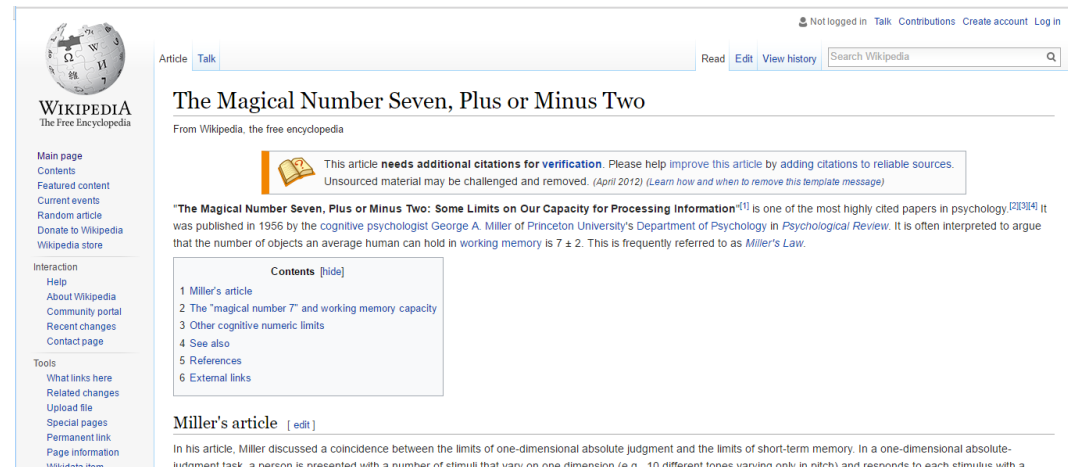 Not logged in Talk Contributions Create account Log in
Article Talk
Read Edit View history Search Wikipedia
WIKIPEDIA
The Free Encyclopedia
Main page
Contents
Featured content
Current events
Random article
Donate to Wikipedia
Wikipedia store
Interaction
Help
About Wikipedia
Community portal
Recent changes
Contact page
Tools
What links here
Related changes
Upload file
Special pages
Permanent link
Page information
Wikidata item
The Magical Number Seven, Plus or Minus Two
From Wikipedia, the free encyclopedia
This article needs additional citations for verification. Please help improve this article by adding citations to reliable sources.
Unsourced material may be challenged and removed. (April 2012) (Learn how and when to remove this template message)
"The Magical Number Seven, Plus or Minus Two: Some Limits on Our Capacity for Processing Information"[1] is one of the most highly cited papers in psychology.[2][3][4] It
was published in 1956 by the cognitive psychologist George A. Miller of Princeton University's Department of Psychology in Psychological Review. It is often interpreted to argue
that the number of objects an average human can hold in working memory is 7 ± 2. This is frequently referred to as Miller's Law.
Contents [hide]
1 Miller's article
2 The "magical number 7" and working memory capacity
3 Other cognitive numeric limits
4 See also
5 References
6 External links
Miller's article [ edit ]
In his article, Miller discussed a coincidence between the limits of one-dimensional absolute judgment and the limits of short-term memory. In a one-dimensional absolute-
judgment task, a person is presented with a number of stimuli that vary on one dimension (e.g., 10 different tones varying only in pitch) and responds to each stimulus with a